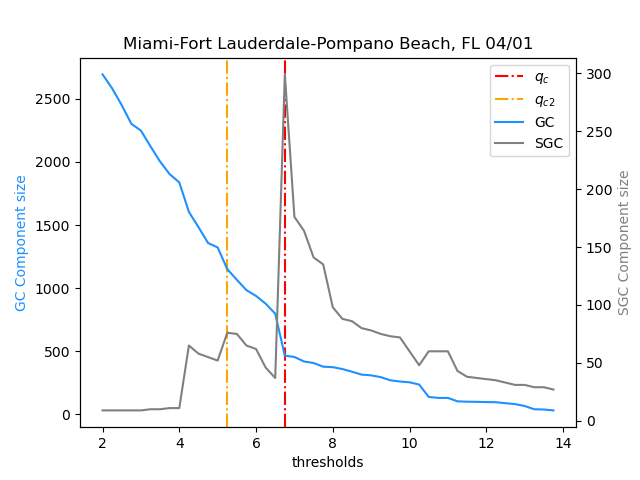 Miami-Fort Lauderdale-Pompano Beach, FL 04/01
GC Component size
2500
2000
1500
1000
500
0
q_c
q_c2
GC
SGC
300
250
200
150
100
50
0
SGC Component size
2 4 6 8 10 12 14
thresholds